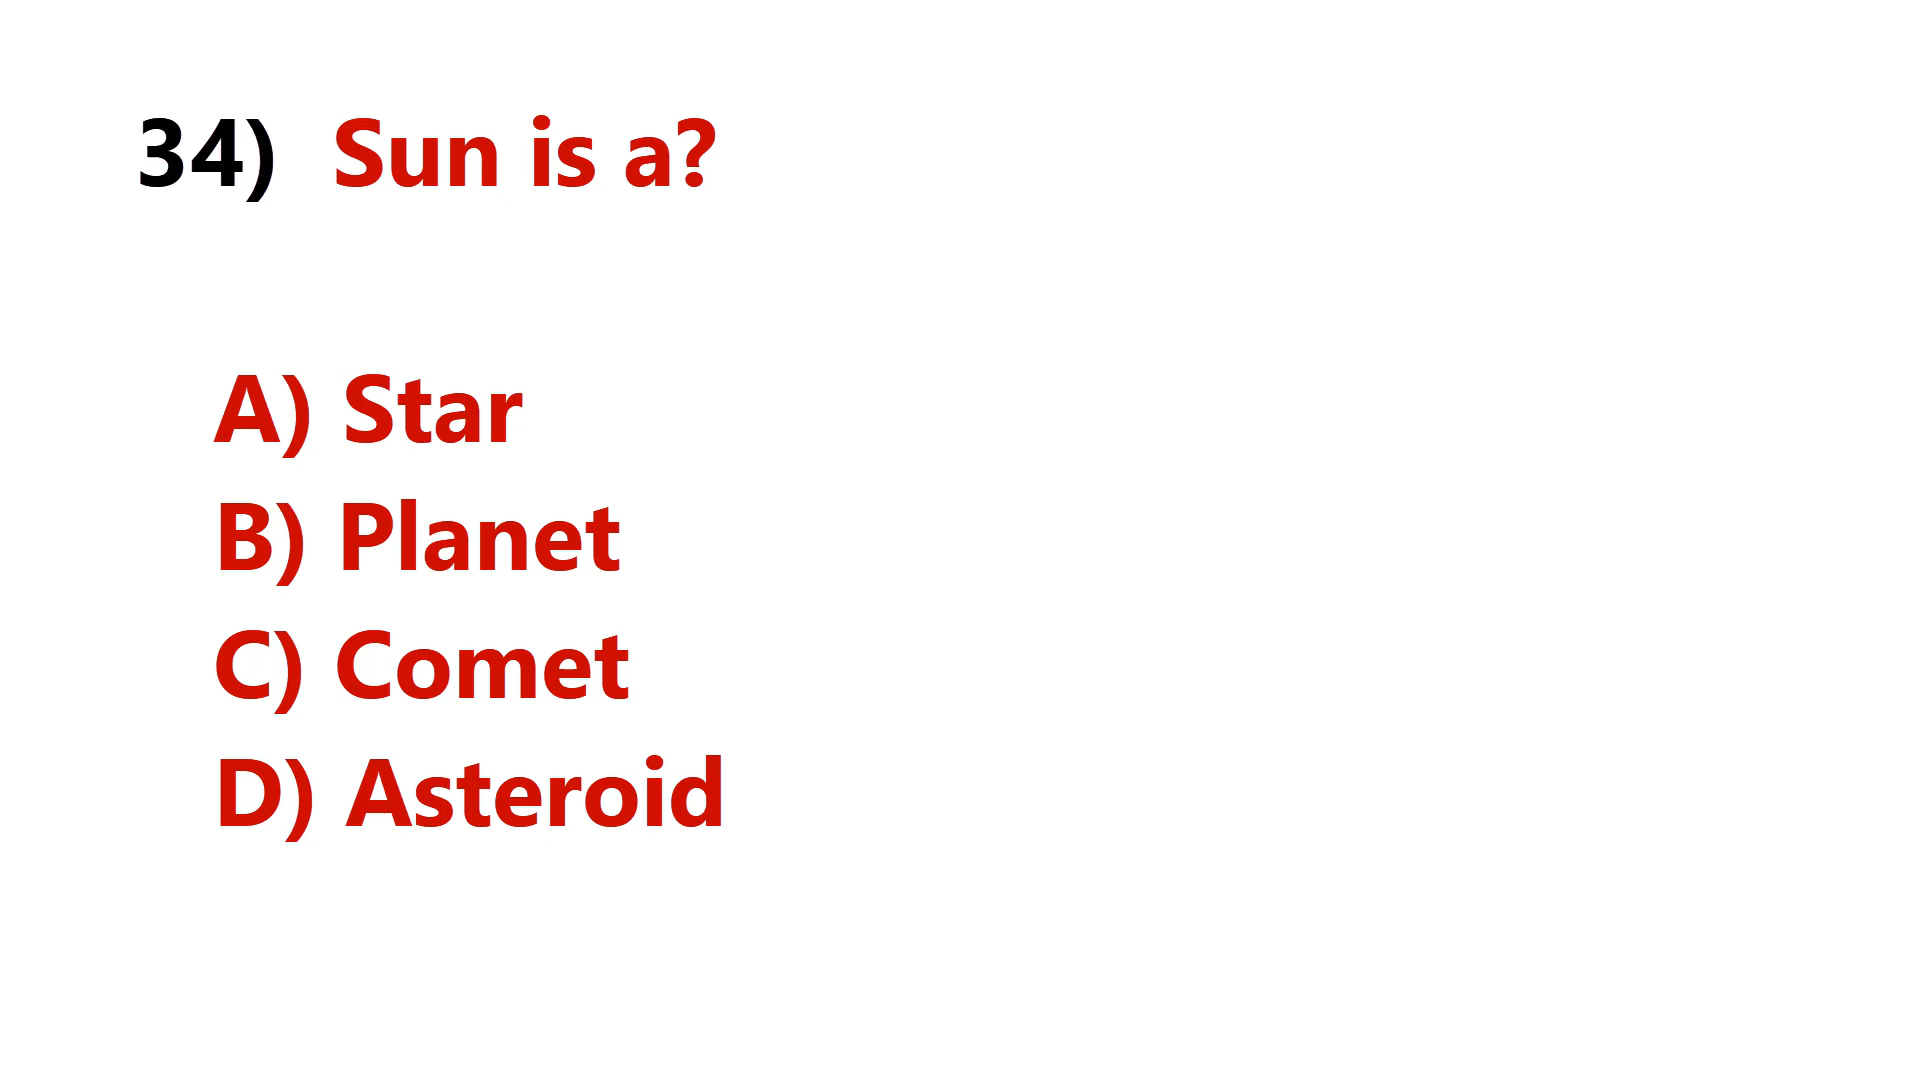 34) Sun is a?
A) Star
B) Planet
C) Comet
D) Asteroid